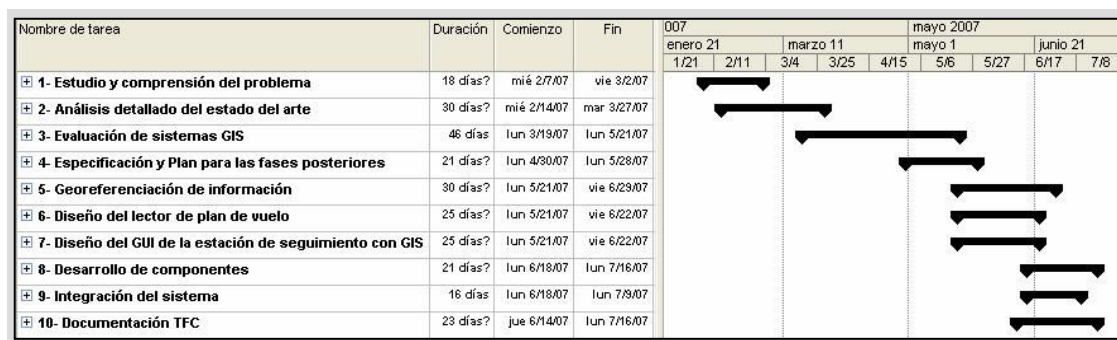 Nombre de tarea Duración Comienzo Fin 007 mayo 2007
enero 21 marzo 11 mayo 1 junio 21
1/21 2/11 3/4 3/25 4/15 5/6 5/27 6/17 7/8
1- Estudio y comprensión del problema 18 días? mié 2/7/07 vie 3/2/07
2- Análisis detallado del estado del arte 30 días? mié 2/14/07 mar 3/27/07
3- Evaluación de sistemas GIS 46 días lun 3/19/07 lun 5/21/07
4- Especificación y Plan para las fases posteriores 21 días? lun 4/30/07 lun 5/28/07
5- Georeferenciación de información 30 días? lun 5/21/07 vie 6/29/07
6- Diseño del lector de plan de vuelo 25 días? lun 5/21/07 vie 6/22/07
7- Diseño del GUI de la estación de seguimiento con GIS 25 días? lun 5/21/07 vie 6/22/07
8- Desarrollo de componentes 21 días? lun 6/18/07 lun 7/16/07
9- Integración del sistema 16 días lun 6/18/07 lun 7/9/07
10- Documentación TFC 23 días? jue 6/14/07 lun 7/16/07